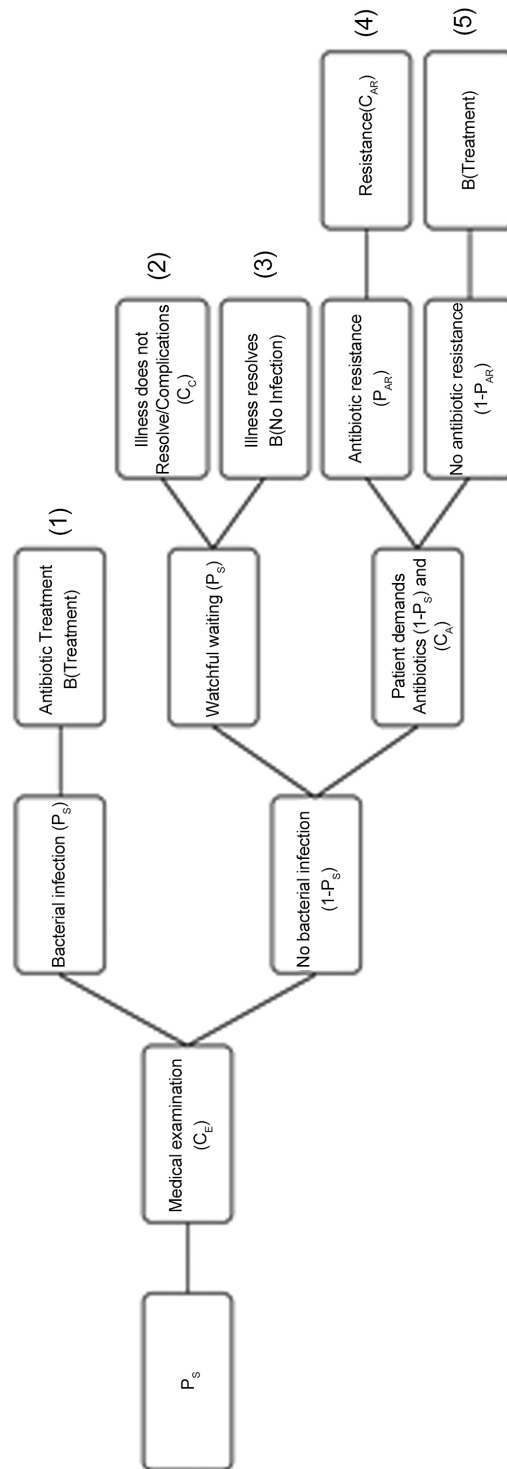 P_S
Medical examination
(C_E)
Bacterial infection (P_S)
No bacterial infection
(1-P_S)
Antibiotic Treatment
B(Treatment)
(1)
Watchful waiting (P_S)
Patient demands
Antibiotics (1-P_S) and
(C_A)
Illness does not
Resolve/Complications
(C_C)
(2)
Illness resolves
B(No Infection)
(3)
Antibiotic resistance
(P_AR)
No antibiotic resistance
(1-P_AR)
Resistance(C_AR)
(4)
B(Treatment)
(5)